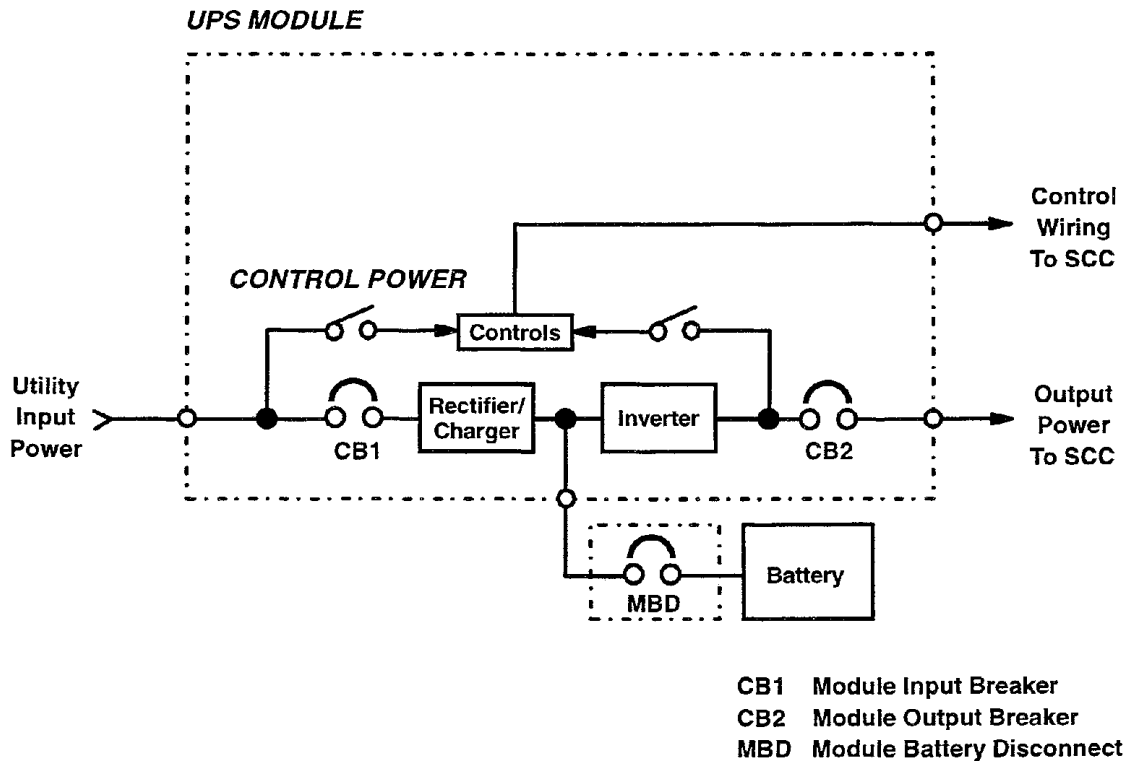 UPS MODULE
Control
Wiring
To SCC
CONTROL POWER
Controls
Utility
Input
Power
CB1
Rectifier/
Charger
Inverter
CB2
Output
Power
To SCC
MBD
Battery
CB1 Module Input Breaker
CB2 Module Output Breaker
MBD Module Battery Disconnect